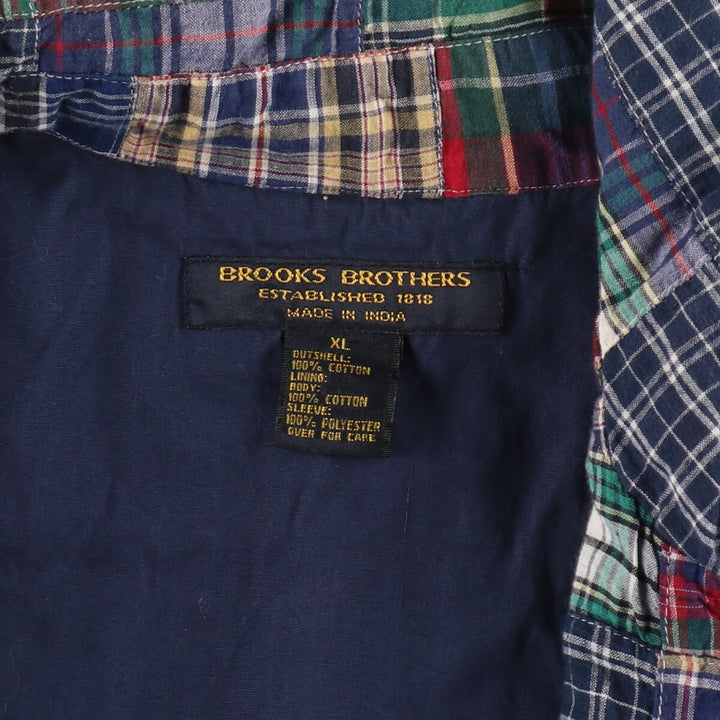 BROOKS BROTHERS
ESTABLISHED 1818
MADE IN INDIA
XL
OUTSHELL:
100% COTTON
LINING:
BODY:
100% COTTON
SLEEVE:
100% POLYESTER
OVER FOR CARE